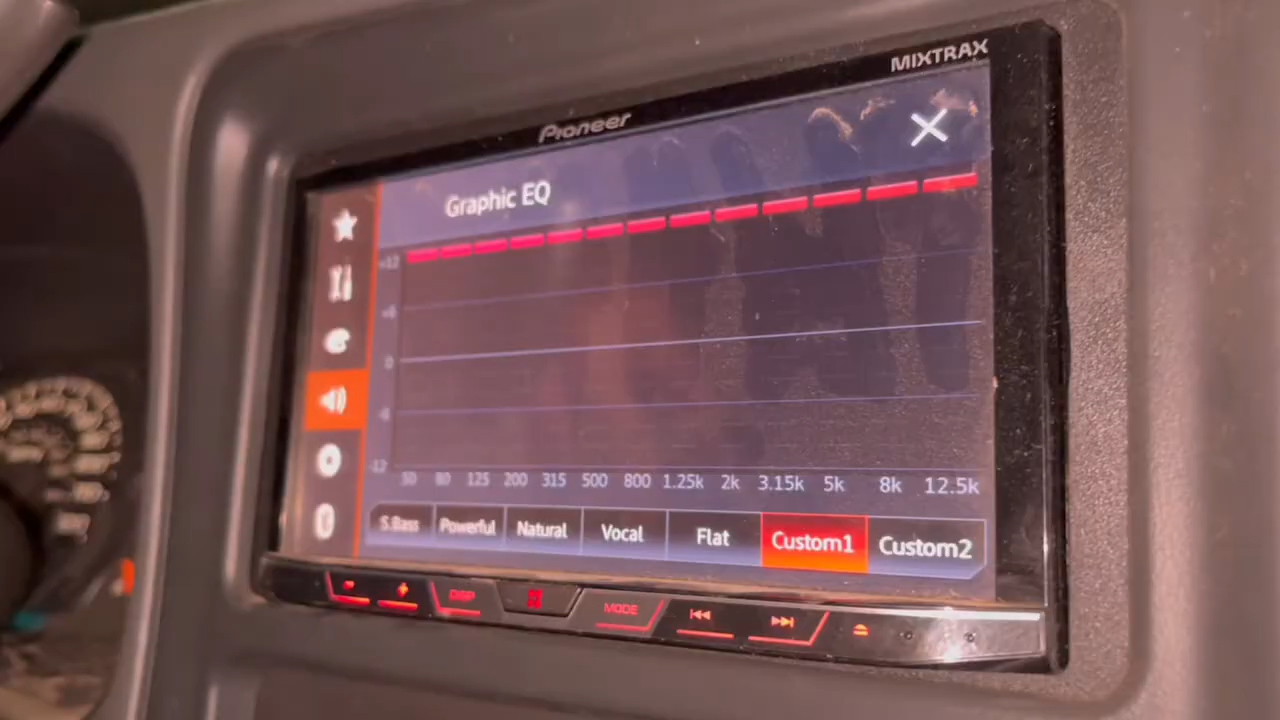 MIXTRAX
Pioneer
Graphic EQ
+12
+6
0
-6
-12
50 80 125 200 315 500 800 1.25k 2k 3.15k 5k 8k 12.5k
S.Bass Powerful Natural Vocal Flat Custom1 Custom2
DISP MODE